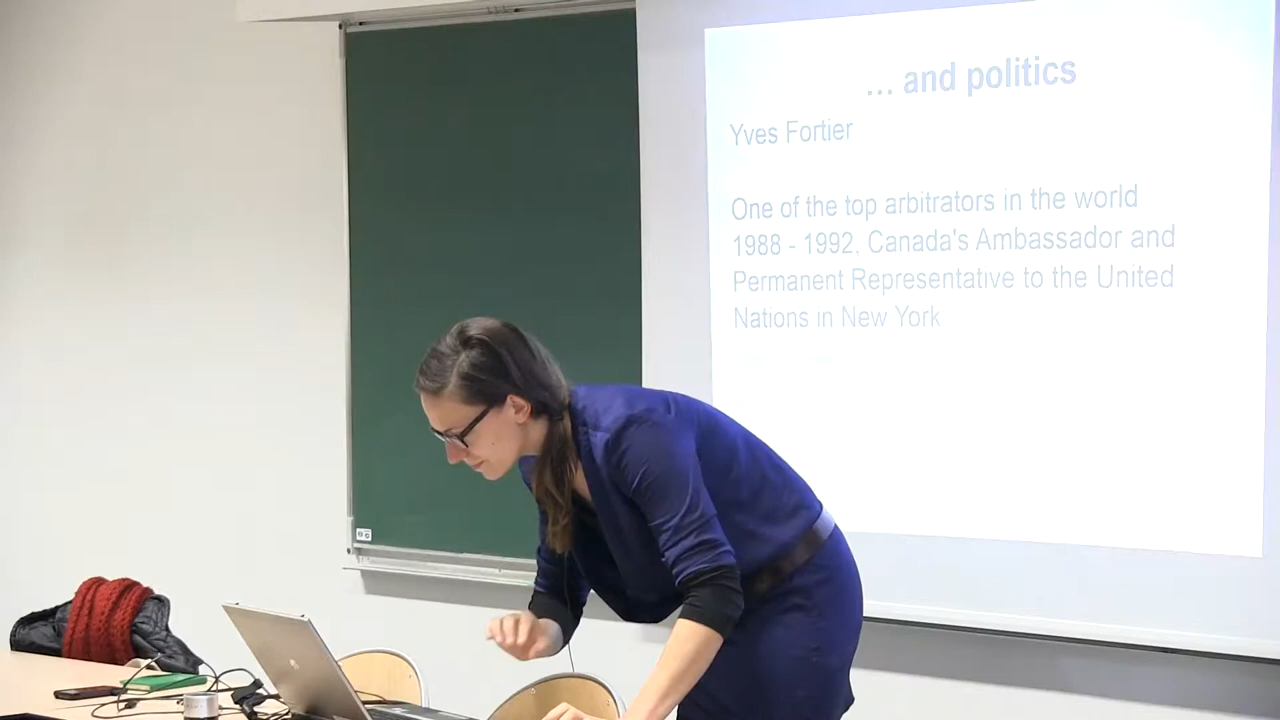 ... and politics
Yves Fortier
One of the top arbitrators in the world
1988 - 1992, Canada's Ambassador and
Permanent Representative to the United
Nations in New York